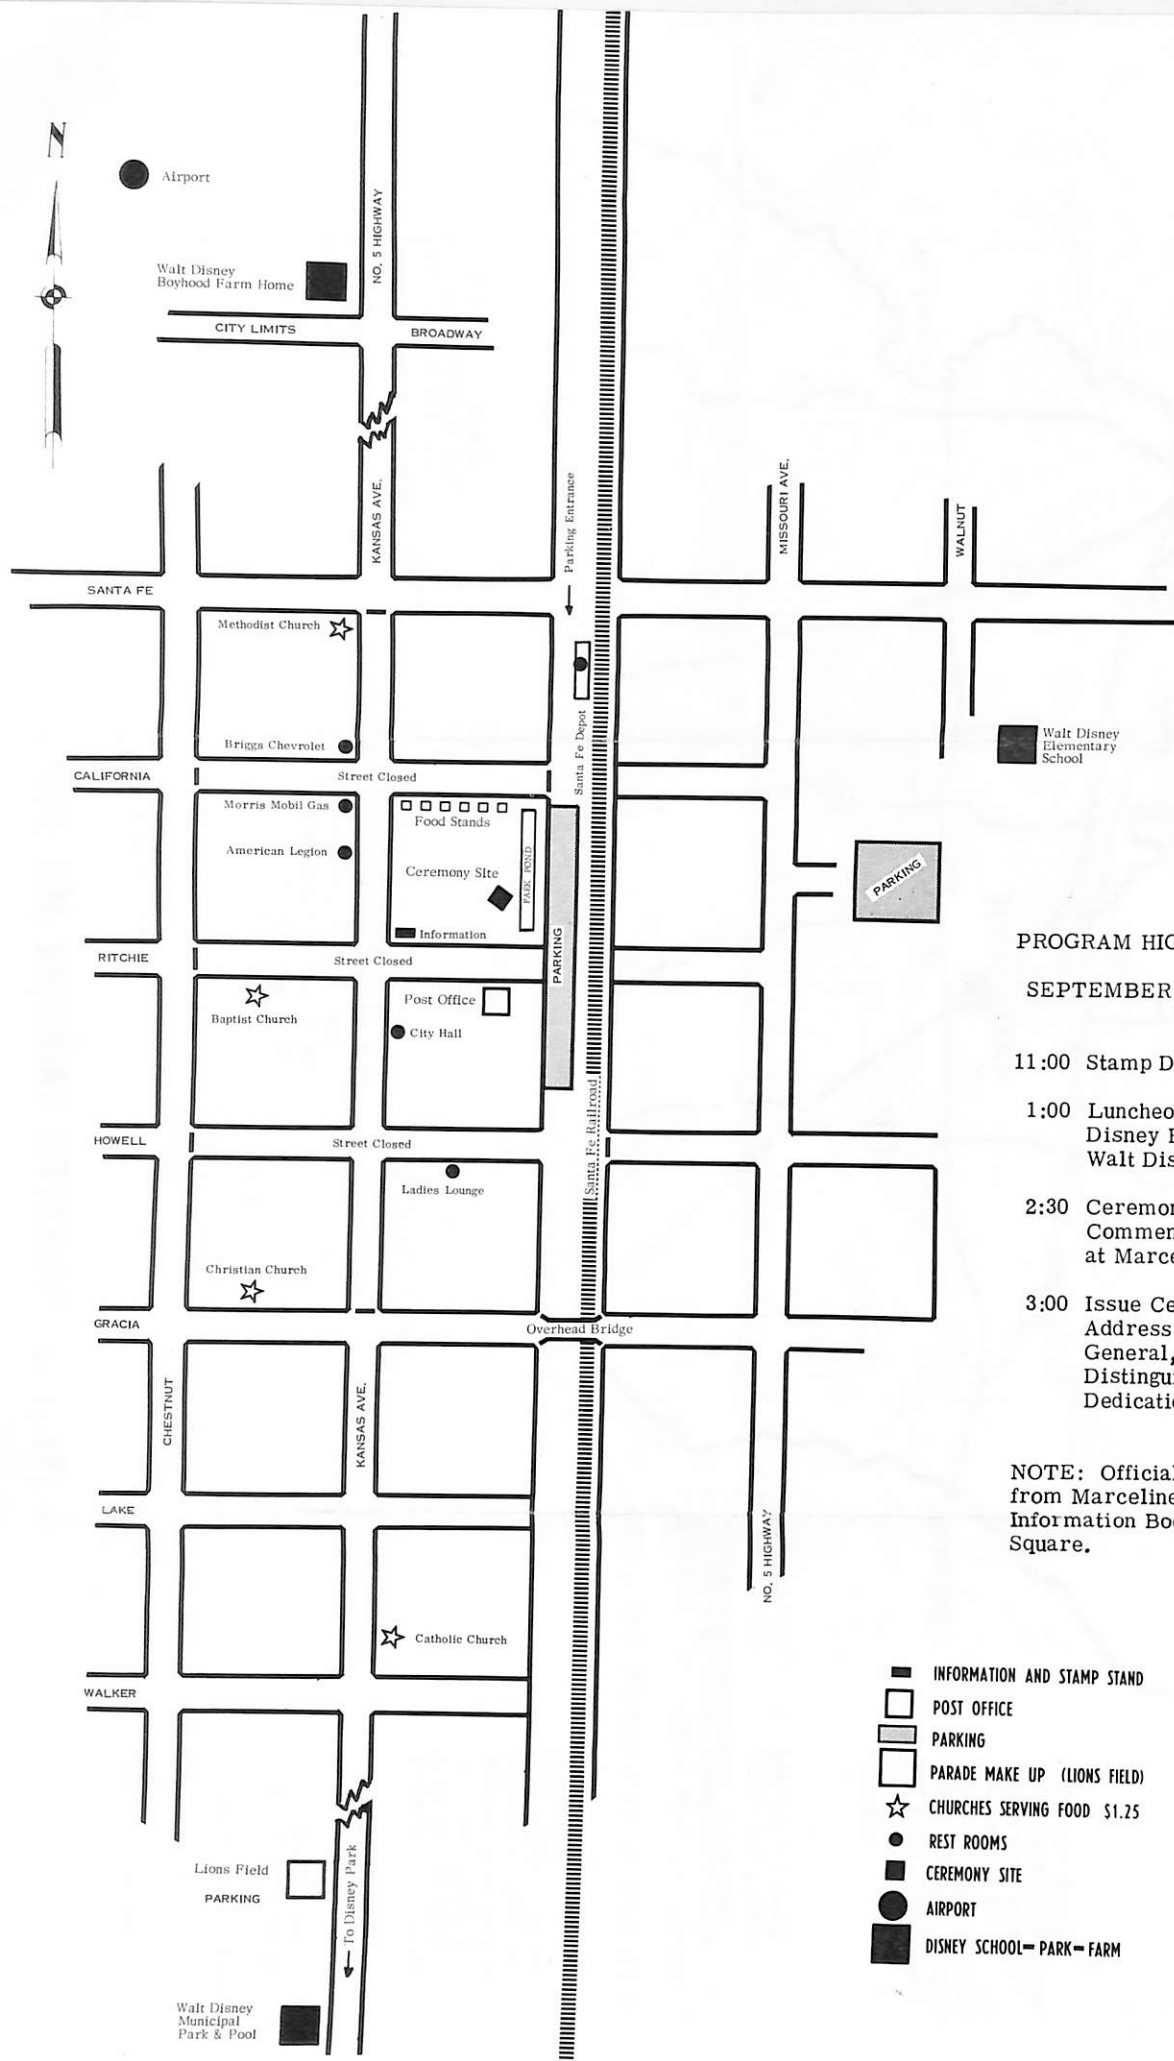 N
Airport
Walt Disney
Boyhood Farm Home
NO. 5 HIGHWAY
CITY LIMITS
BROADWAY
KANSAS AVE.
Parking Entrance
MISSOURI AVE.
WALNUT
SANTA FE
Methodist Church
Santa Fe Depot
Briggs Chevrolet
Walt Disney
Elementary
School
CALIFORNIA
Street Closed
Morris Mobil Gas
Food Stands
American Legion
Ceremony Site
PARK POND
PARKING
PARKING
Information
RITCHIE
Street Closed
Baptist Church
Post Office
City Hall
Santa Fe Railroad
HOWELL
Street Closed
Ladies Lounge
Christian Church
GRACIA
Overhead Bridge
CHESTNUT
KANSAS AVE.
LAKE
NO. 5 HIGHWAY
Catholic Church
WALKER
Lions Field
PARKING
To Disney Park
Walt Disney
Municipal
Park & Pool
PROGRAM HIG
SEPTEMBER
11:00 Stamp D
1:00 Luncheo
Disney
Walt Dis
2:30 Ceremon
Commen
at Marce
3:00 Issue Ce
Address
General,
Distingui
Dedicatio
NOTE: Official
from Marceline
Information Boo
Square.
INFORMATION AND STAMP STAND
POST OFFICE
PARKING
PARADE MAKE UP (LIONS FIELD)
CHURCHES SERVING FOOD $1.25
REST ROOMS
CEREMONY SITE
AIRPORT
DISNEY SCHOOL-PARK-FARM